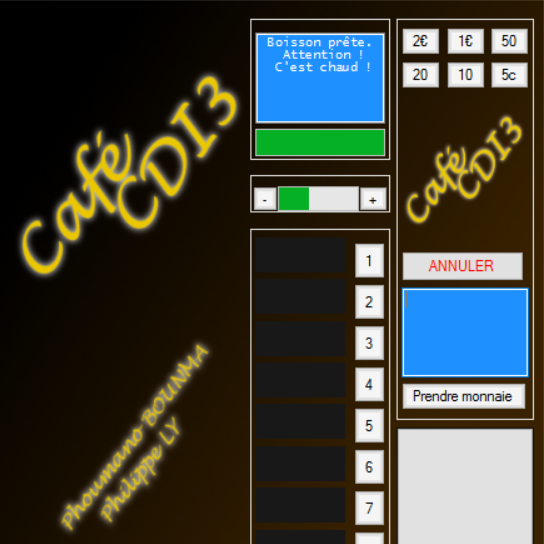 Café
CDI3
Phoumano BOUNMA
Philippe LY
Boisson prête.
Attention !
C'est chaud !
- +
1
2
3
4
5
6
7
2€ 1€ 50
20 10 5c
Café
CDI3
ANNULER
Prendre monnaie